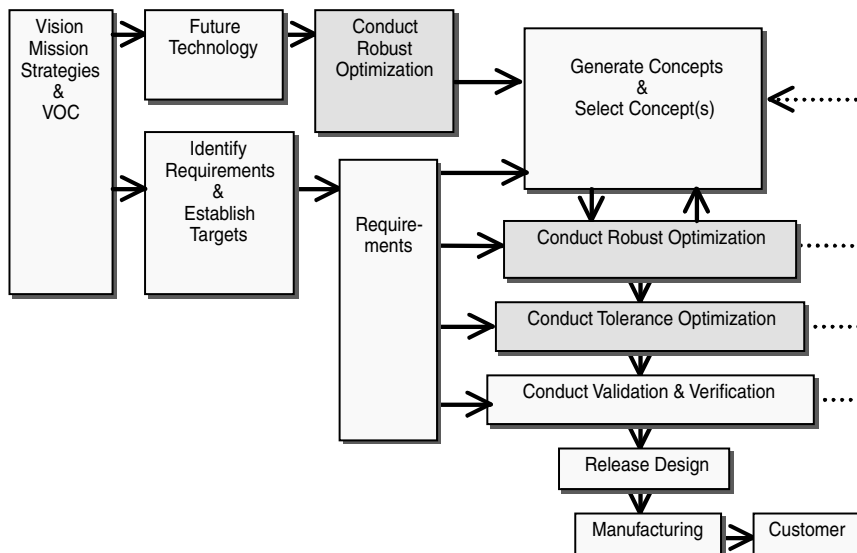 Vision
Mission
Strategies
&
VOC
Future
Technology
Conduct
Robust
Optimization
Generate Concepts
&
Select Concept(s)
Identify
Requirements
&
Establish
Targets
Require-
ments
Conduct Robust Optimization
Conduct Tolerance Optimization
Conduct Validation & Verification
Release Design
Manufacturing
Customer